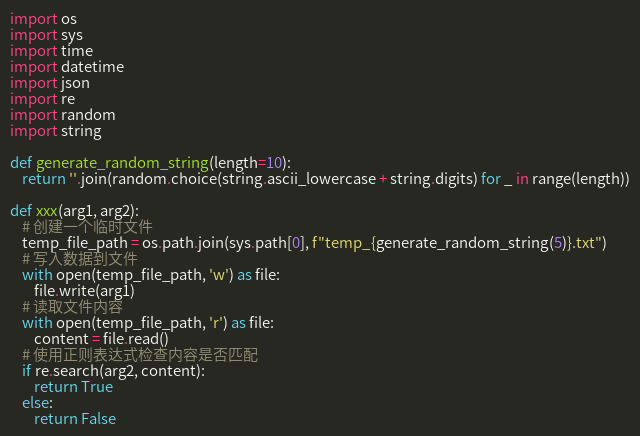 import os
import sys
import time
import datetime
import json
import re
import random
import string

def generate_random_string(length=10):
    return ''.join(random.choice(string.ascii_lowercase + string.digits) for _ in range(length))

def xxx(arg1, arg2):
    # 创建一个临时文件
    temp_file_path = os.path.join(sys.path[0], f"temp_{generate_random_string(5)}.txt")
    # 写入数据到文件
    with open(temp_file_path, 'w') as file:
        file.write(arg1)
    # 读取文件内容
    with open(temp_file_path, 'r') as file:
        content = file.read()
    # 使用正则表达式检查内容是否匹配
    if re.search(arg2, content):
        return True
    else:
        return False